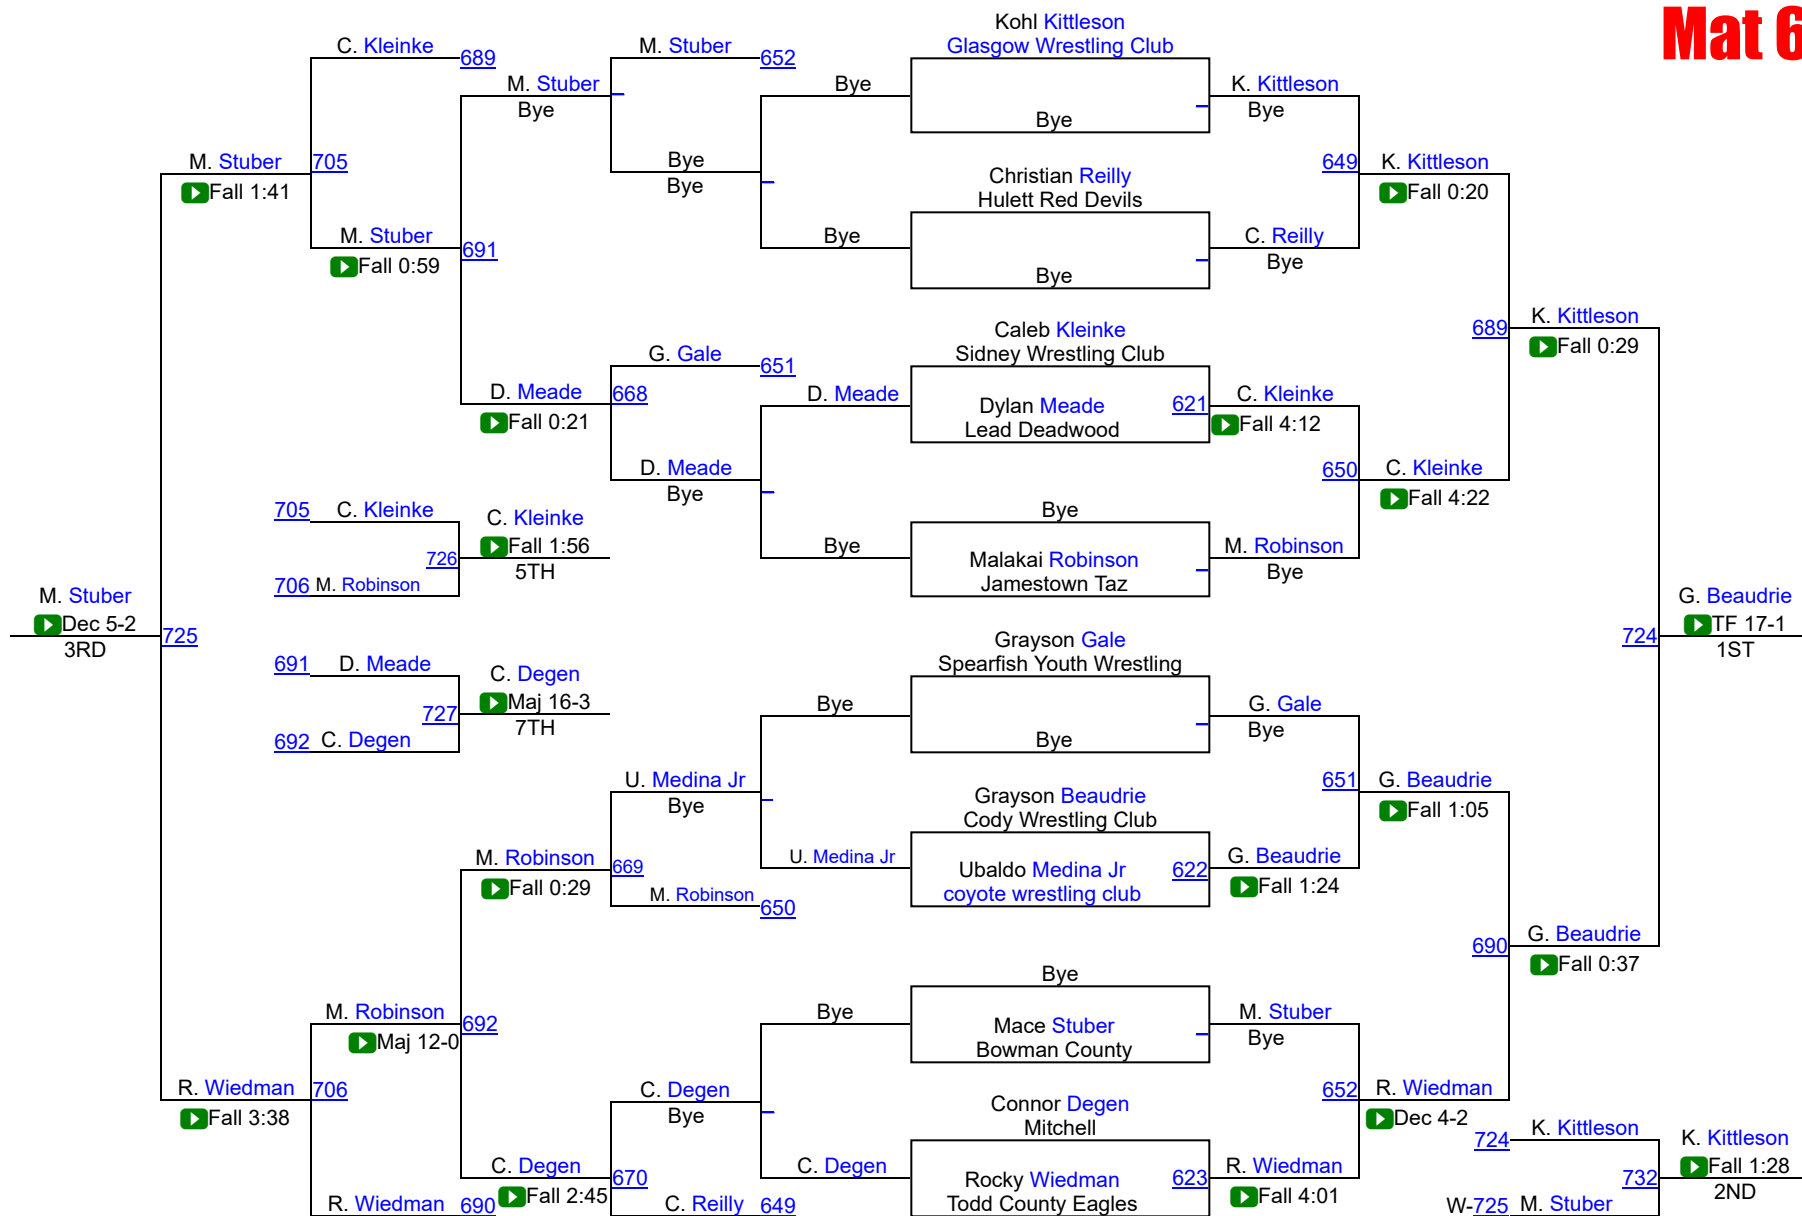 Mat 6
Kohl Kittleson
Glasgow Wrestling Club
C. Kleinke
689
M. Stuber
652
M. Stuber
Bye
Bye
Bye
K. Kittleson
Bye
M. Stuber
705
Fall 1:41
Bye
Bye
649
K. Kittleson
Fall 0:20
Christian Reilly
Hulett Red Devils
M. Stuber
691
Fall 0:59
Bye
Bye
C. Reilly
Bye
Caleb Kleinke
Sidney Wrestling Club
689
K. Kittleson
Fall 0:29
G. Gale
651
D. Meade
668
Fall 0:21
D. Meade
Dylan Meade
Lead Deadwood
621
C. Kleinke
Fall 4:12
D. Meade
Bye
650
C. Kleinke
Fall 4:22
705
C. Kleinke
C. Kleinke
Fall 1:56
5TH
726
706
M. Robinson
Bye
Bye
Malakai Robinson
Jamestown Taz
M. Robinson
Bye
M. Stuber
Dec 5-2
3RD
725
724
G. Beaudrie
TF 17-1
1ST
Grayson Gale
Spearfish Youth Wrestling
691
D. Meade
C. Degen
Maj 16-3
7TH
727
692
C. Degen
Bye
Bye
G. Gale
Bye
U. Medina Jr
Bye
651
G. Beaudrie
Fall 1:05
Grayson Beaudrie
Cody Wrestling Club
M. Robinson
669
Fall 0:29
U. Medina Jr
Ubaldo Medina Jr
coyote wrestling club
622
G. Beaudrie
Fall 1:24
M. Robinson
650
690
G. Beaudrie
Fall 0:37
Bye
M. Robinson
692
Maj 12-0
Bye
Mace Stuber
Bowman County
M. Stuber
Bye
R. Wiedman
706
Fall 3:38
C. Degen
Bye
652
R. Wiedman
Dec 4-2
Connor Degen
Mitchell
724
K. Kittleson
K. Kittleson
Fall 1:28
2ND
732
C. Degen
670
Fall 2:45
C. Degen
Rocky Wiedman
Todd County Eagles
623
R. Wiedman
Fall 4:01
R. Wiedman
690
C. Reilly
649
W-725
M. Stuber